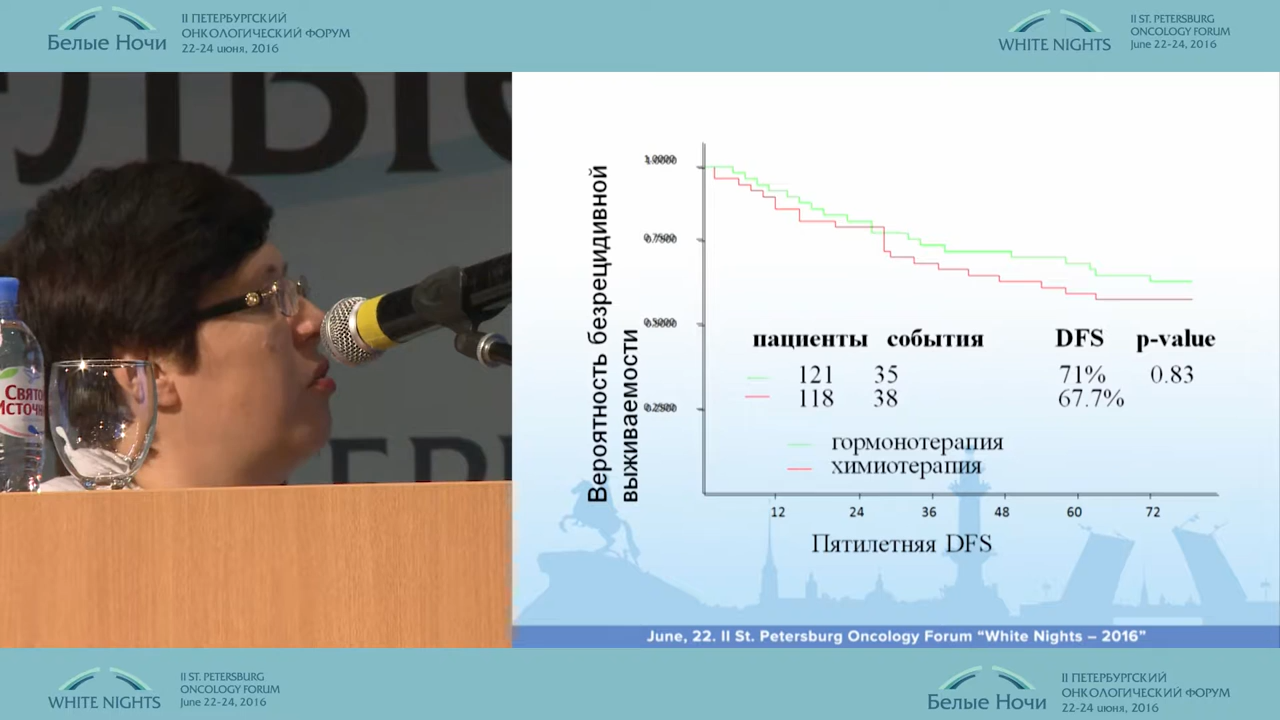 II ПЕТЕРБУРГСКИЙ
ОНКОЛОГИЧЕСКИЙ ФОРУМ
22-24 июня, 2016
Белые Ночи
II ST. PETERSBURG
ONCOLOGY FORUM
June 22-24, 2016
WHITE NIGHTS
Вероятность безрецидивной
выживаемости
1.0000
0.7500
0.5000
0.2500
пациенты события DFS p-value
121 35 71% 0.83
118 38 67.7%
гормонотерапия
химиотерапия
12 24 36 48 60 72
Пятилетняя DFS
June, 22. II St. Petersburg Oncology Forum “White Nights – 2016”
II ST. PETERSBURG
ONCOLOGY FORUM
June 22-24, 2016
WHITE NIGHTS
II ПЕТЕРБУРГСКИЙ
ОНКОЛОГИЧЕСКИЙ ФОРУМ
22-24 июня, 2016
Белые Ночи